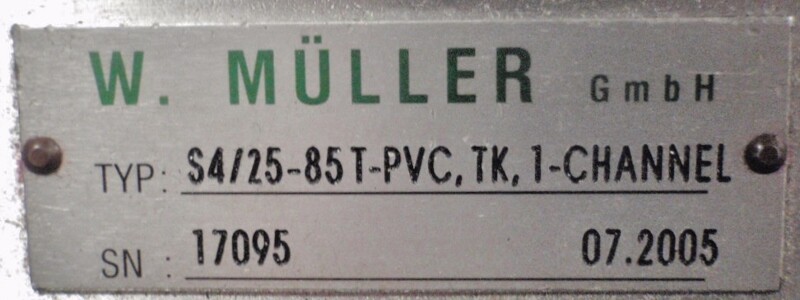 W. MÜLLER GmbH
TYP: S4/25-85T-PVC, TK, 1-CHANNEL
SN : 17095 07.2005